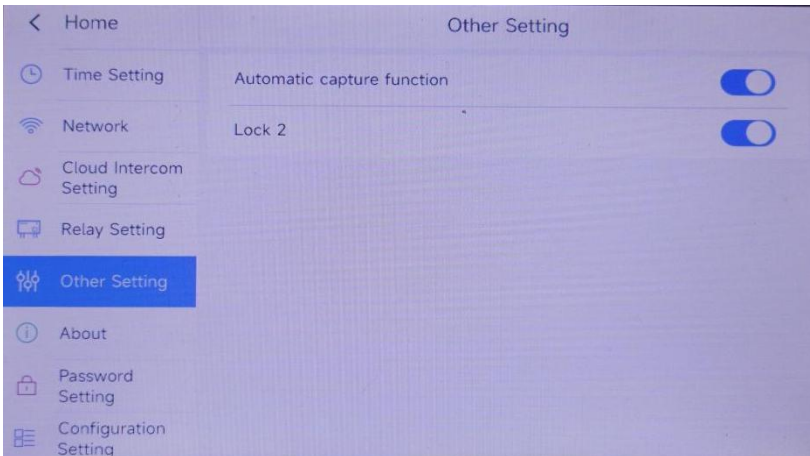 Home
Other Setting
Time Setting
Automatic capture function
Network
Lock 2
Cloud Intercom
Setting
Relay Setting
Other Setting
About
Password
Setting
Configuration
Setting